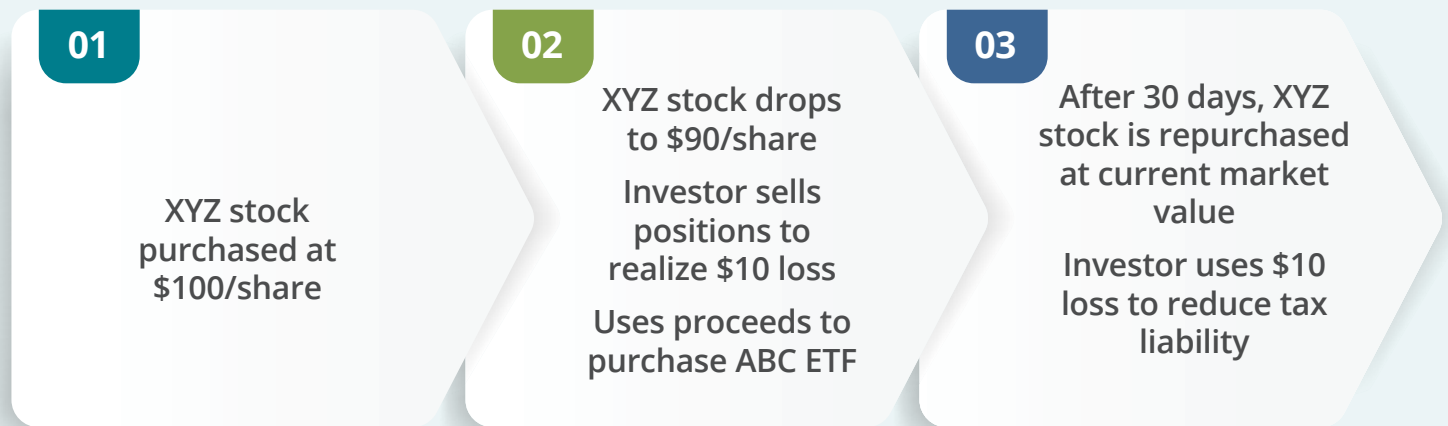 01
XYZ stock
purchased at
$100/share
02
XYZ stock drops
to $90/share
Investor sells
positions to
realize $10 loss
Uses proceeds to
purchase ABC ETF
03
After 30 days, XYZ
stock is repurchased
at current market
value
Investor uses $10
loss to reduce tax
liability